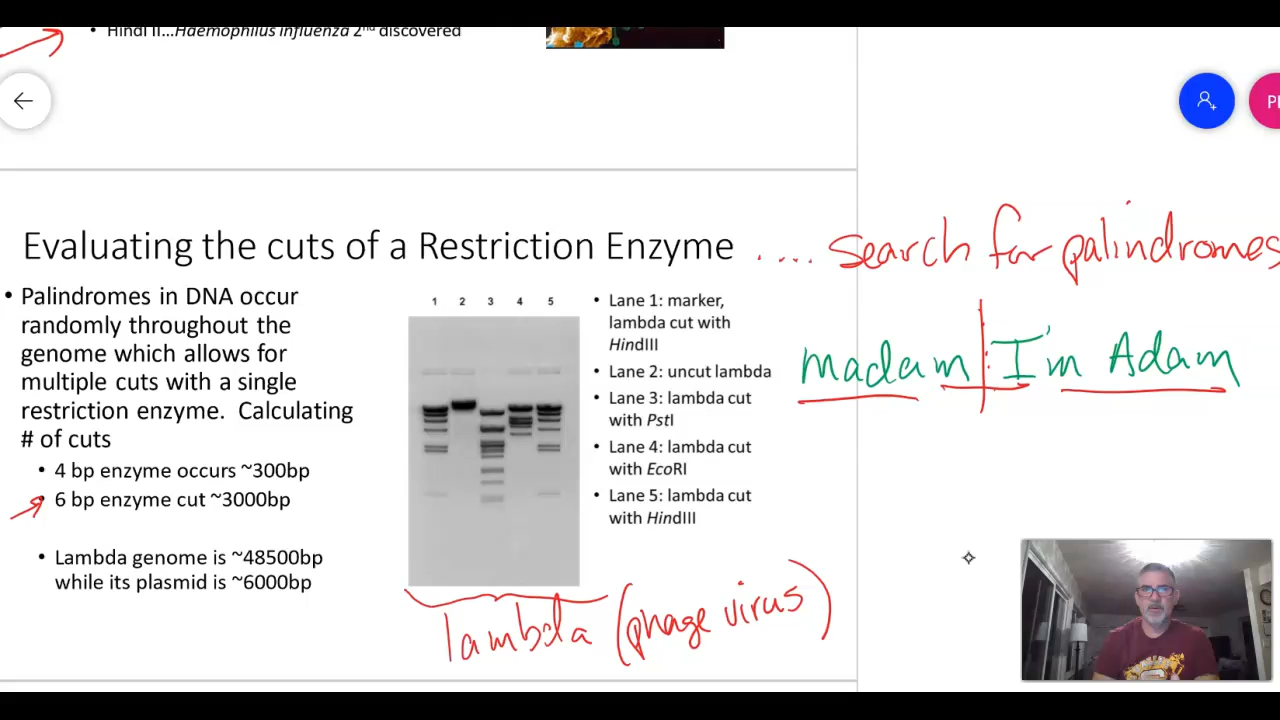 • HindII...Haemophilus influenza 2nd discovered
Evaluating the cuts of a Restriction Enzyme .... search for palindromes
• Palindromes in DNA occur
randomly throughout the
genome which allows for
multiple cuts with a single
restriction enzyme. Calculating
# of cuts
• 4 bp enzyme occurs ~300bp
• 6 bp enzyme cut ~3000bp
• Lambda genome is ~48500bp
while its plasmid is ~6000bp
1 2 3 4 5
• Lane 1: marker,
lambda cut with
HindIII
• Lane 2: uncut lambda
• Lane 3: lambda cut
with PstI
• Lane 4: lambda cut
with EcoRI
• Lane 5: lambda cut
with HindIII
madam I'm Adam
lambda (phage virus)